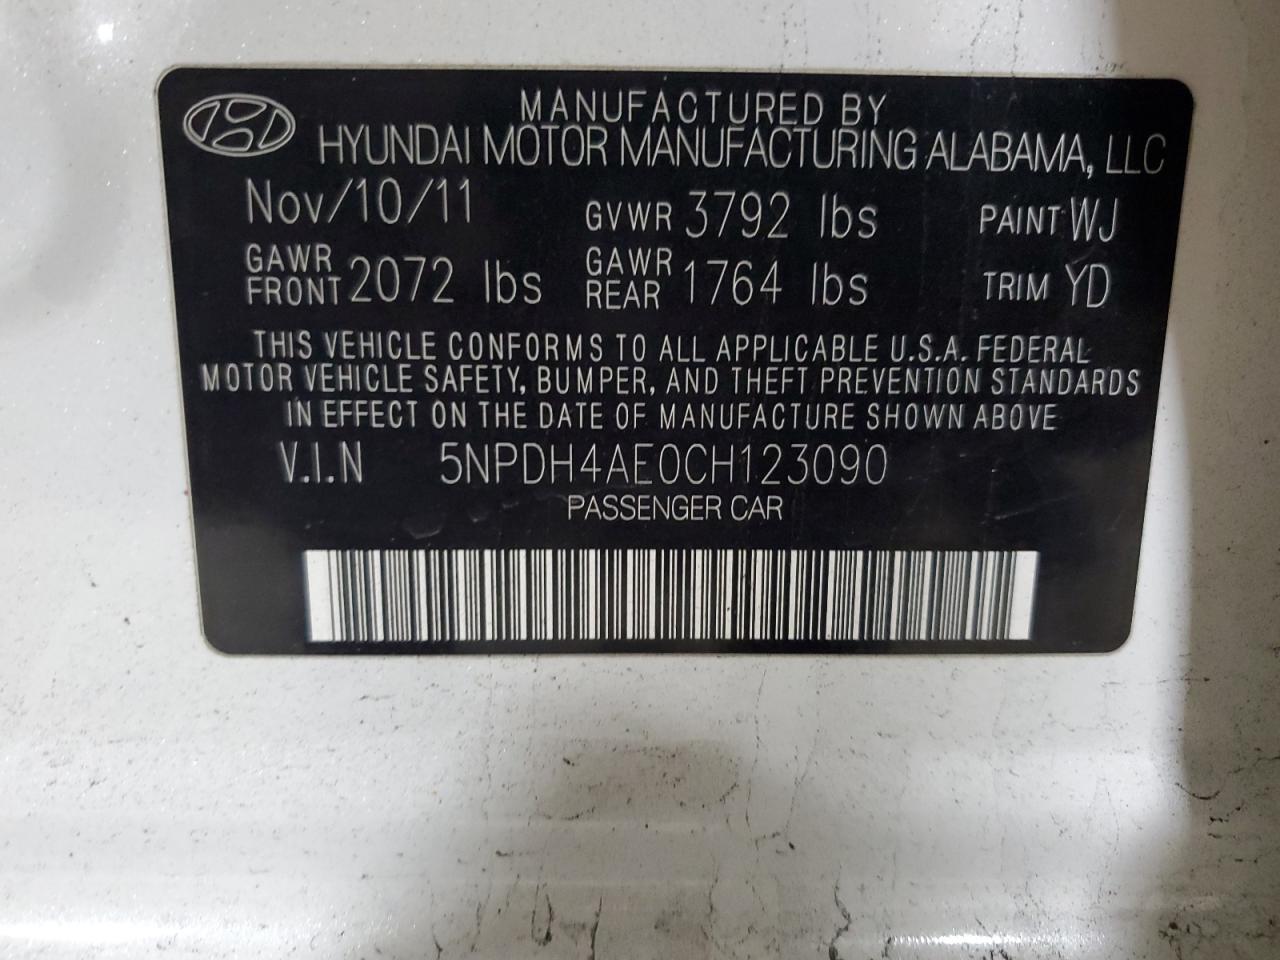 MANUFACTURED BY
HYUNDAI MOTOR MANUFACTURING ALABAMA, LLC
Nov/10/11 GVWR 3792 lbs PAINT WJ
GAWR FRONT 2072 lbs GAWR REAR 1764 lbs TRIM YD
THIS VEHICLE CONFORMS TO ALL APPLICABLE U.S.A. FEDERAL
MOTOR VEHICLE SAFETY, BUMPER, AND THEFT PREVENTION STANDARDS
IN EFFECT ON THE DATE OF MANUFACTURE SHOWN ABOVE
V.I.N 5NPDH4AE0CH123090
PASSENGER CAR